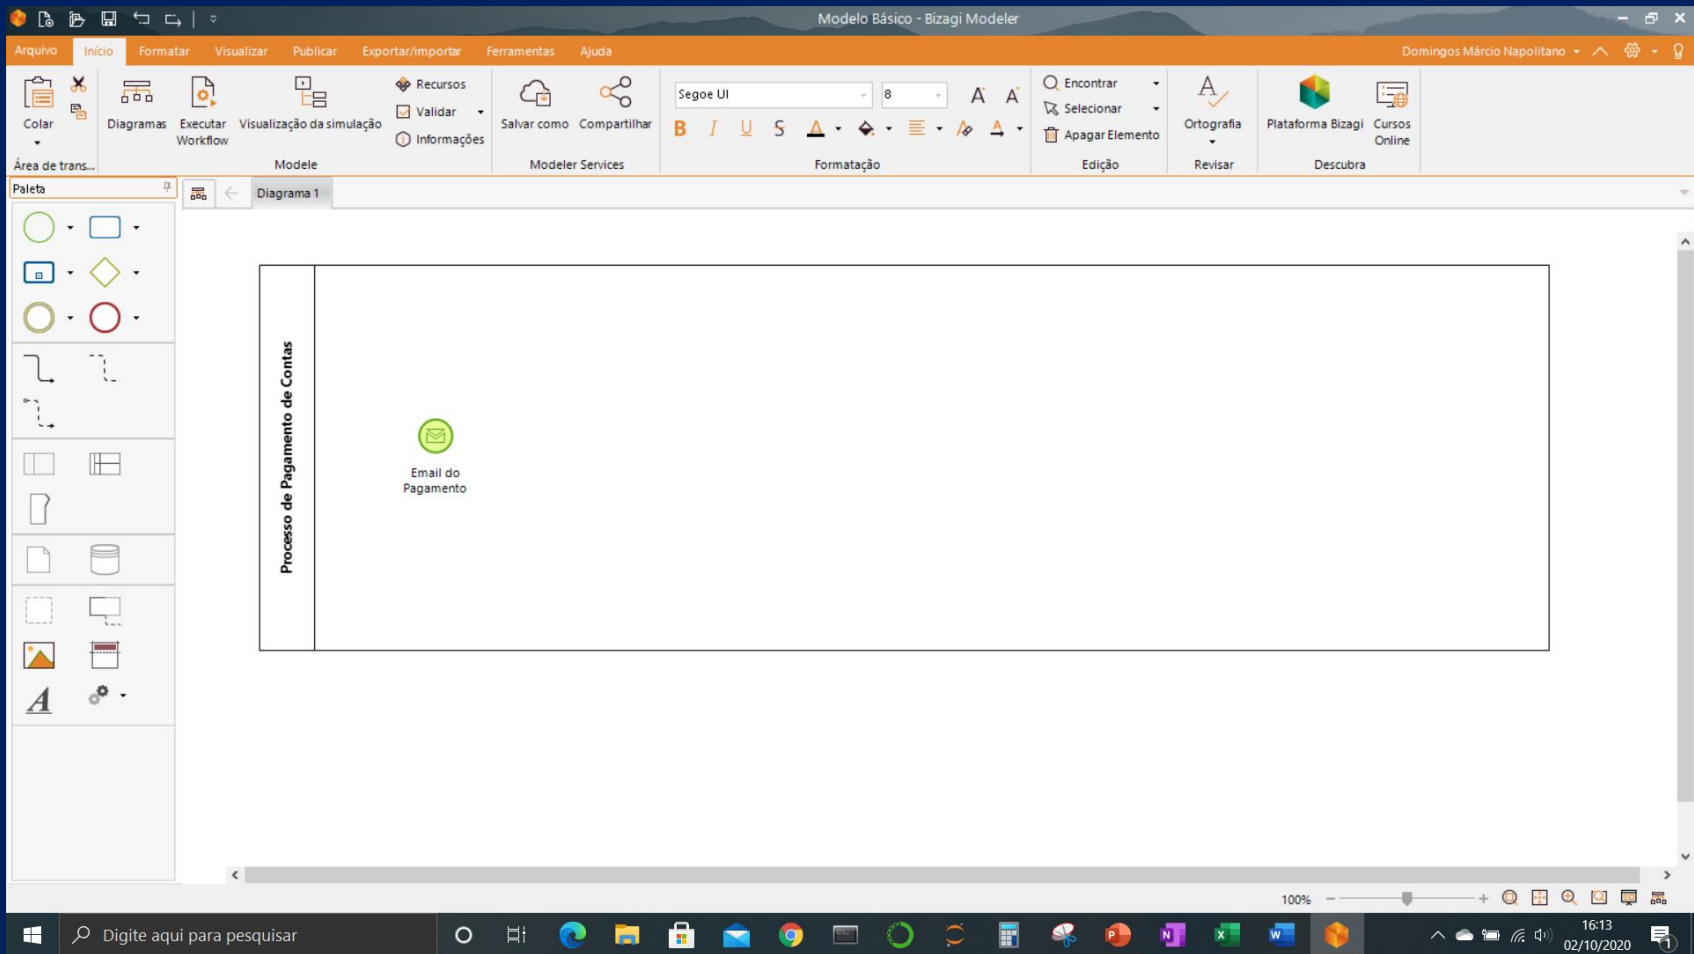 Modelo Básico - Bizagi Modeler
Arquivo Início Formatar Visualizar Publicar Exportar/importar Ferramentas Ajuda Domingos Márcio Napolitano
Colar
Diagramas
Executar
Workflow
Visualização da simulação
Recursos
Validar
Informações
Salvar como
Compartilhar
Segoe UI
8
A A
B I U S A A
Encontrar
Selecionar
Apagar Elemento
Ortografia
Plataforma Bizagi
Cursos
Online
Área de trans... Modele Modeler Services Formatação Edição Revisar Descubra
Paleta
Diagrama 1
Processo de Pagamento de Contas
Email do
Pagamento
A
100%
Digite aqui para pesquisar
16:13
02/10/2020
1